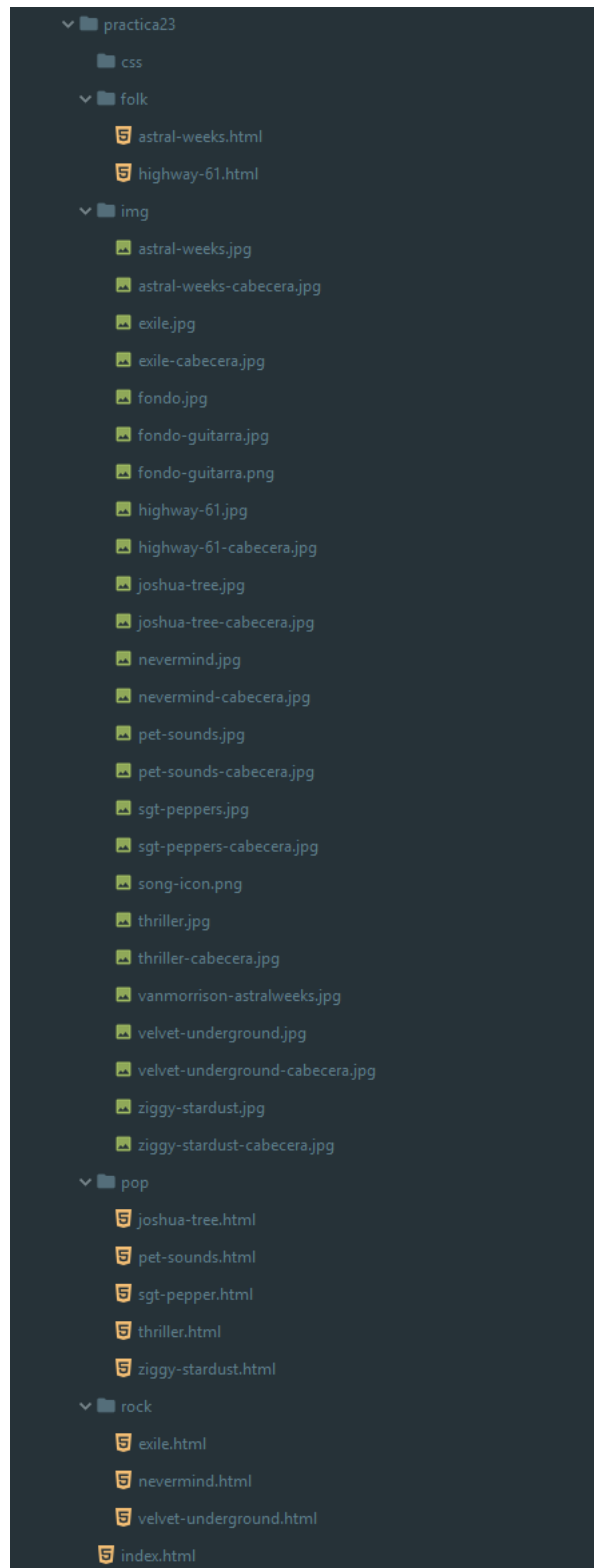 practica23
css
folk
astral-weeks.html
highway-61.html
img
astral-weeks.jpg
astral-weeks-cabecera.jpg
exile.jpg
exile-cabecera.jpg
fondo.jpg
fondo-guitarra.jpg
fondo-guitarra.png
highway-61.jpg
highway-61-cabecera.jpg
joshua-tree.jpg
joshua-tree-cabecera.jpg
nevermind.jpg
nevermind-cabecera.jpg
pet-sounds.jpg
pet-sounds-cabecera.jpg
sgt-peppers.jpg
sgt-peppers-cabecera.jpg
song-icon.png
thriller.jpg
thriller-cabecera.jpg
vanmorrison-astralweeks.jpg
velvet-underground.jpg
velvet-underground-cabecera.jpg
ziggy-stardust.jpg
ziggy-stardust-cabecera.jpg
pop
joshua-tree.html
pet-sounds.html
sgt-pepper.html
thriller.html
ziggy-stardust.html
rock
exile.html
nevermind.html
velvet-underground.html
index.html